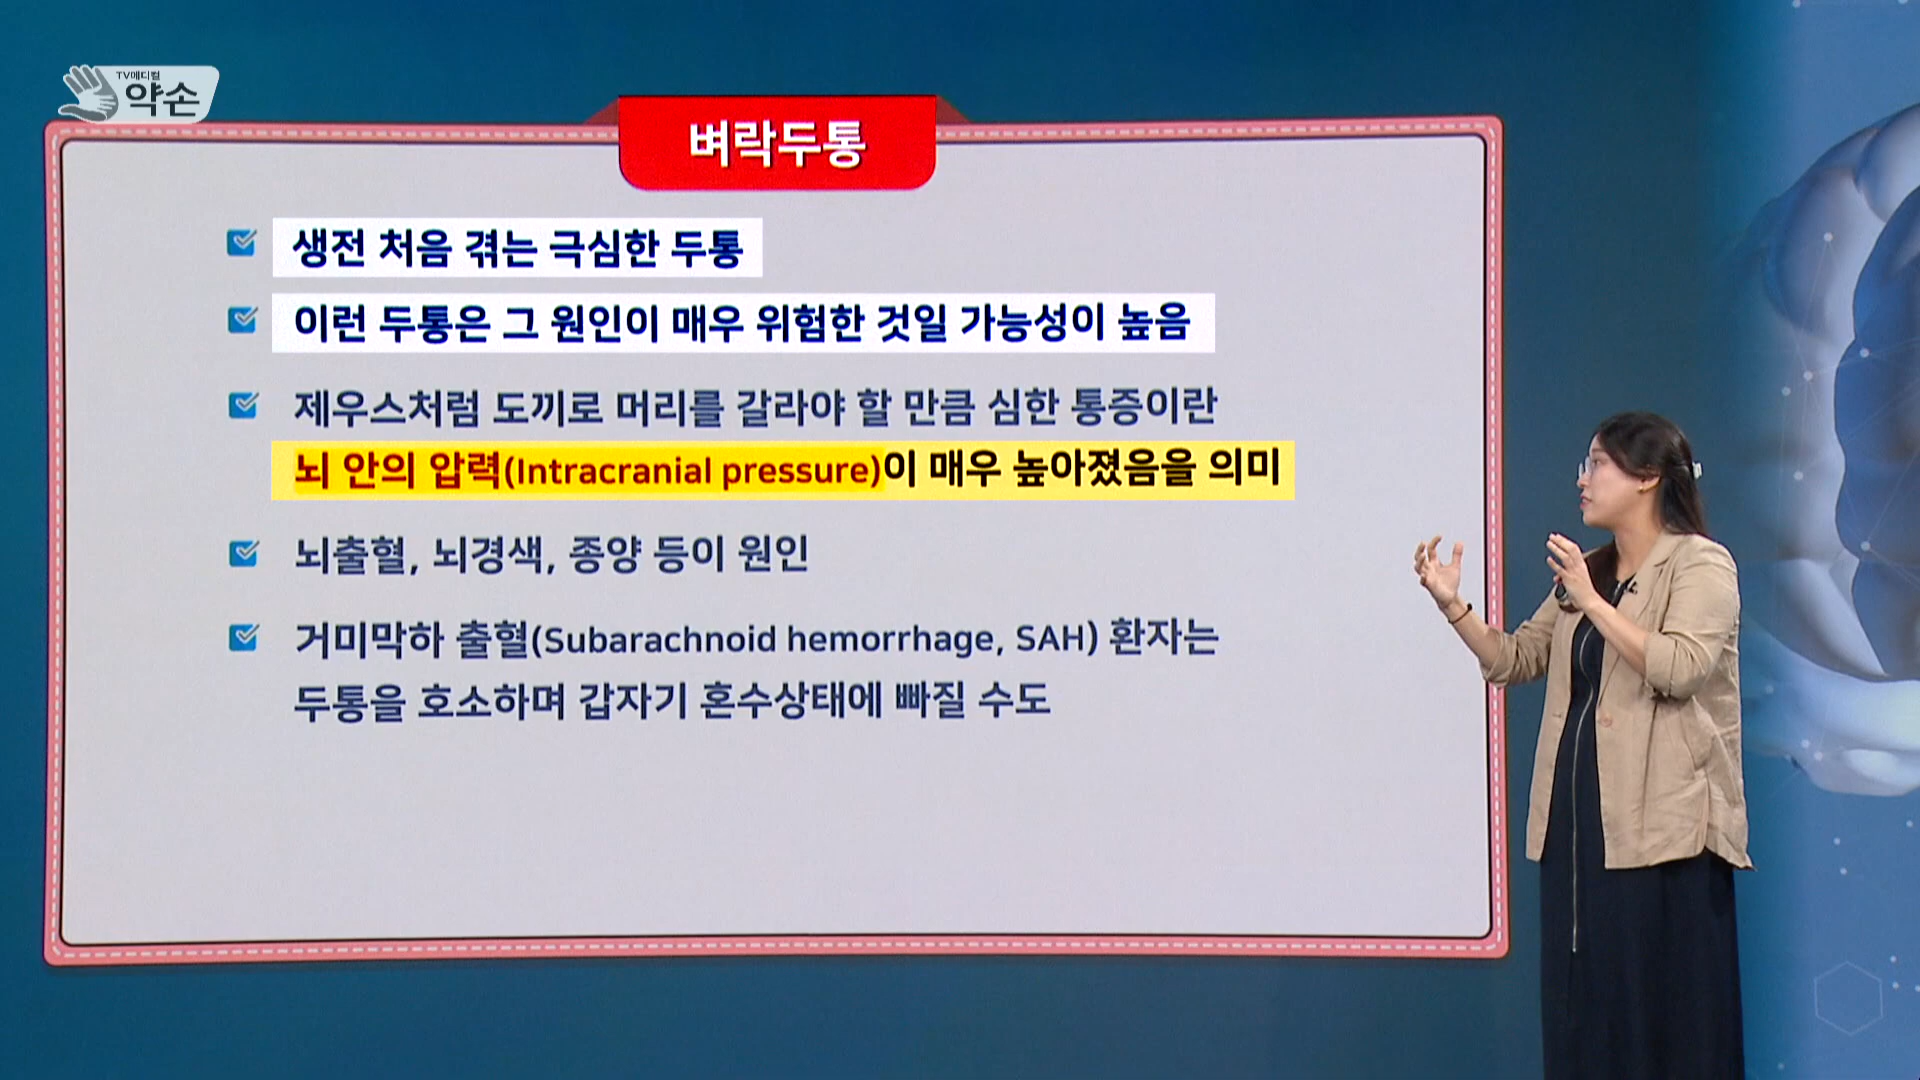 TV메디컬
약손
벼락두통
생전 처음 겪는 극심한 두통
이런 두통은 그 원인이 매우 위험한 것일 가능성이 높음
제우스처럼 도끼로 머리를 갈라야 할 만큼 심한 통증이란
뇌 안의 압력(Intracranial pressure)이 매우 높아졌음을 의미
뇌출혈, 뇌경색, 종양 등이 원인
거미막하 출혈(Subarachnoid hemorrhage, SAH) 환자는
두통을 호소하며 갑자기 혼수상태에 빠질 수도